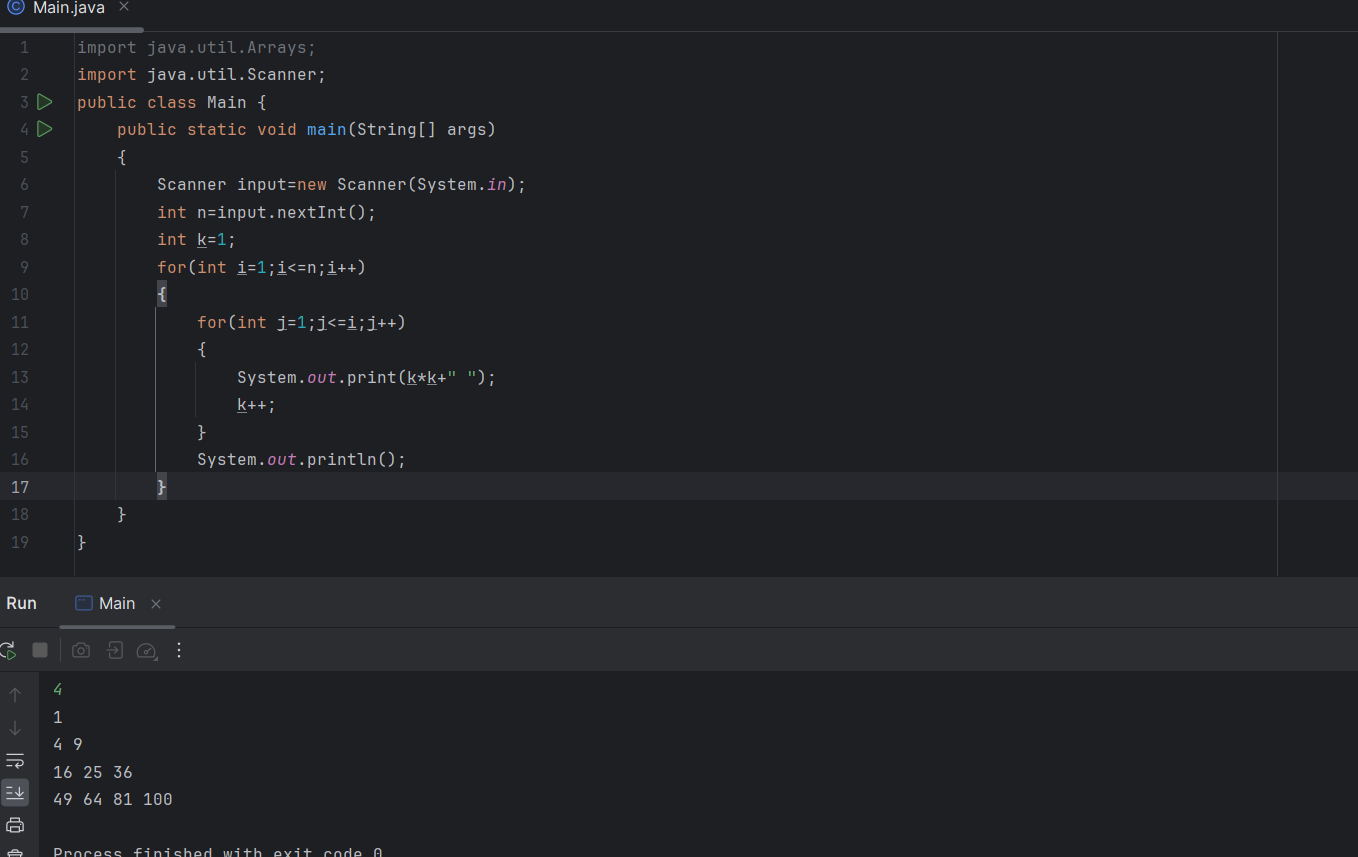 Main.java
1 import java.util.Arrays;
2 import java.util.Scanner;
3 public class Main {
4     public static void main(String[] args)
5     {
6         Scanner input=new Scanner(System.in);
7         int n=input.nextInt();
8         int k=1;
9         for(int i=1;i<=n;i++)
10         {
11             for(int j=1;j<=i;j++)
12             {
13                 System.out.print(k*k+" ");
14                 k++;
15             }
16             System.out.println();
17         }
18     }
19 }
Run Main
4
1
4 9
16 25 36
49 64 81 100
Process finished with exit code 0